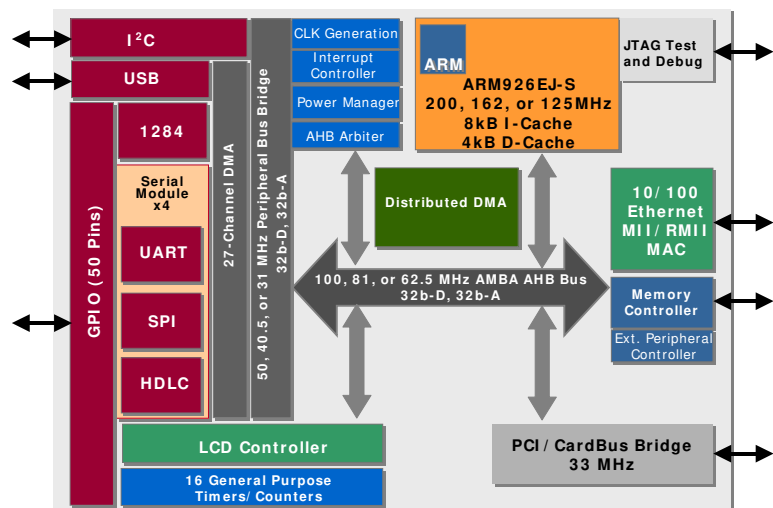 I²C
USB
1284
Serial
Module
x4
UART
SPI
HDLC
GPIO (50 Pins)
27-Channel DMA
50, 40.5, or 31 MHz Peripheral Bus Bridge
32b-D, 32b-A
CLK Generation
Interrupt
Controller
Power Manager
AHB Arbiter
ARM
ARM926EJ-S
200, 162, or 125MHz
8kB I-Cache
4kB D-Cache
JTAG Test
and Debug
Distributed DMA
10/100
Ethernet
MII/RMII
MAC
100, 81, or 62.5 MHz AMBA AHB Bus
32b-D, 32b-A
Memory
Controller
Ext. Peripheral
Controller
LCD Controller
16 General Purpose
Timers/Counters
PCI/CardBus Bridge
33 MHz